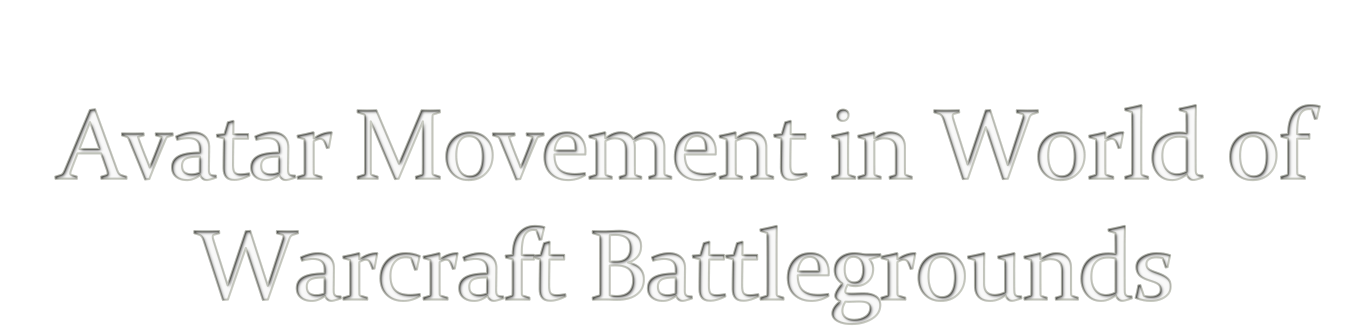 Avatar Movement in World of
Warcraft Battlegrounds